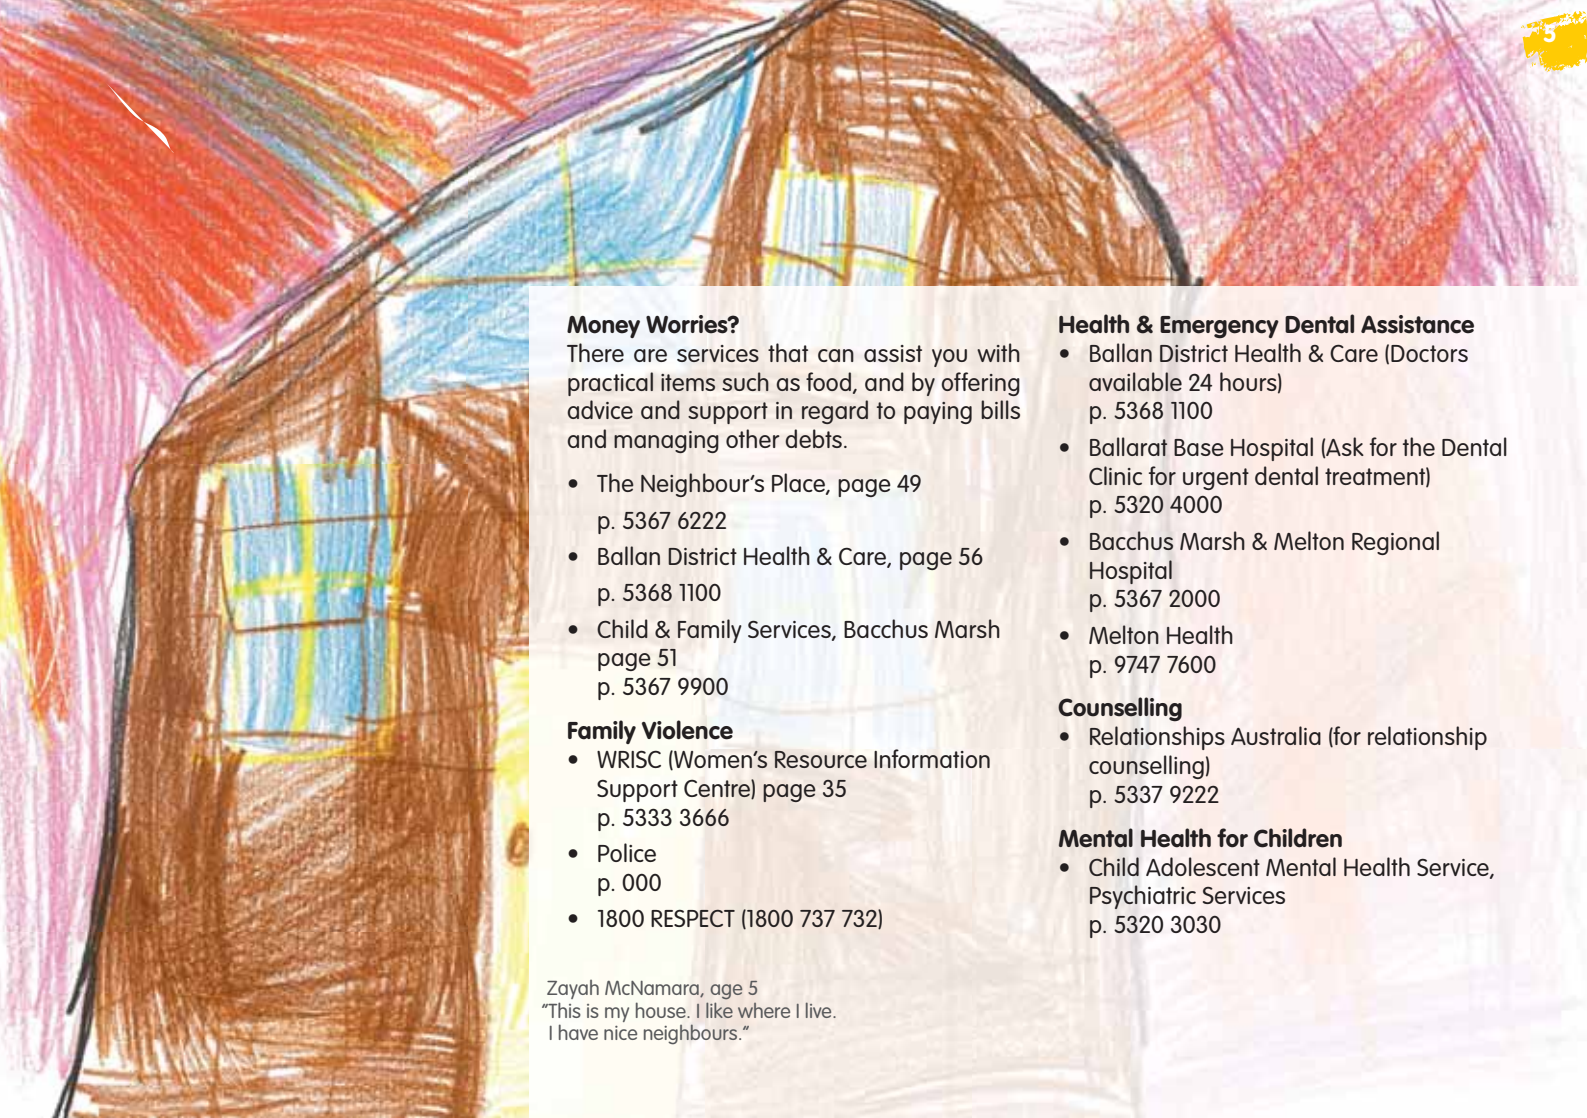 5
Money Worries?
There are services that can assist you with
practical items such as food, and by offering
advice and support in regard to paying bills
and managing other debts.
• The Neighbour's Place, page 49
p. 5367 6222
• Ballan District Health & Care, page 56
p. 5368 1100
• Child & Family Services, Bacchus Marsh
page 51
p. 5367 9900
Family Violence
• WRISC (Women's Resource Information
Support Centre) page 35
p. 5333 3666
• Police
p. 000
• 1800 RESPECT (1800 737 732)
Zayah McNamara, age 5
"This is my house. I like where I live.
I have nice neighbours."
Health & Emergency Dental Assistance
• Ballan District Health & Care (Doctors
available 24 hours)
p. 5368 1100
• Ballarat Base Hospital (Ask for the Dental
Clinic for urgent dental treatment)
p. 5320 4000
• Bacchus Marsh & Melton Regional
Hospital
p. 5367 2000
• Melton Health
p. 9747 7600
Counselling
• Relationships Australia (for relationship
counselling)
p. 5337 9222
Mental Health for Children
• Child Adolescent Mental Health Service,
Psychiatric Services
p. 5320 3030